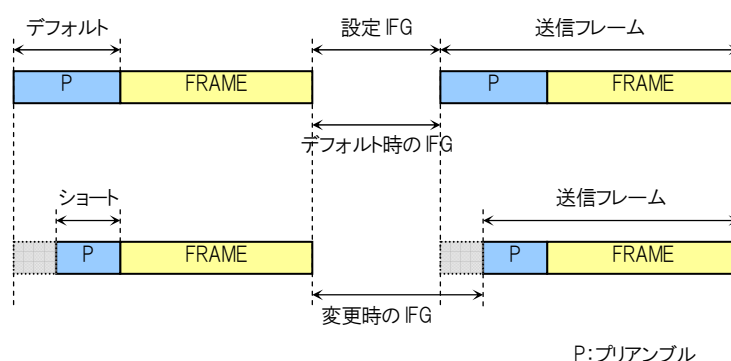 デフォルト 設定 IFG 送信フレーム
P FRAME P FRAME
デフォルト時の IFG
ショート 送信フレーム
P FRAME P FRAME
変更時の IFG
P:プリアンブル